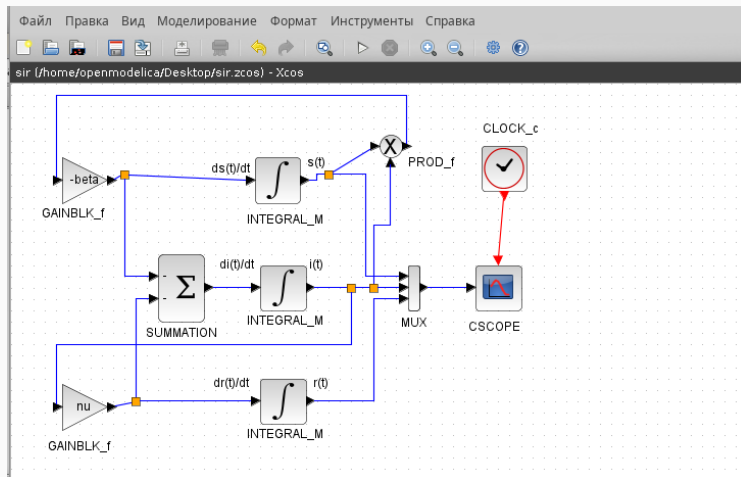 Файл Правка Вид Моделирование Формат Инструменты Справка
sir (/home/openmodelica/Desktop/sir.zcos) - Xcos
CLOCK_c
ds(t)/dt s(t)
X
PROD_f
-beta
GAINBLK_f
INTEGRAL_M
di(t)/dt i(t)
-
-
Σ
SUMMATION
INTEGRAL_M
MUX
CSCOPE
dr(t)/dt r(t)
nu
INTEGRAL_M
GAINBLK_f